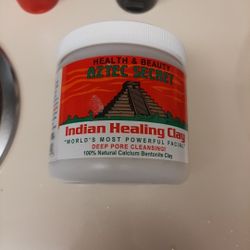 HEALTH & BEAUTY
AZTEC SECRET
Indian Healing Clay
"WORLD'S MOST POWERFUL FACIAL"
DEEP PORE CLEANSING!
100% Natural Calcium Bentonite Clay